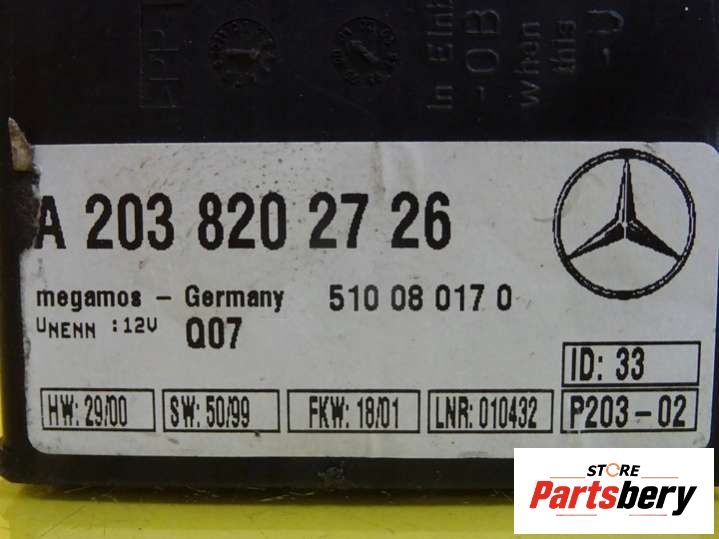 >PP-
In Einb
-OB
when
this
-U
A 203 820 27 26
megamos - Germany 510 08 017 0
UNENN : 12V Q07
ID: 33
HW: 29/00 SW: 50/99 FKW: 18/01 LNR: 010432 P203-02
STORE
Partsbery